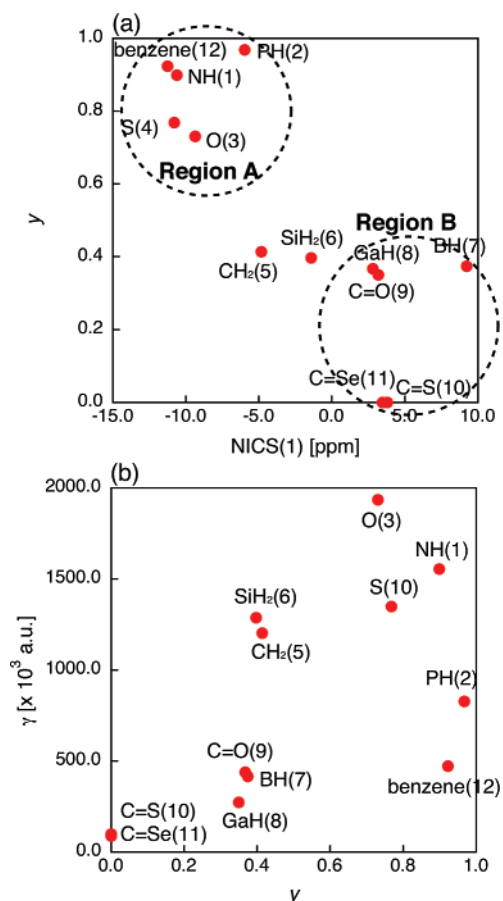 (a)
1.0
benzene(12)
PH(2)
NH(1)
0.8
S(4)
O(3)
Region A
0.6
y
Region B
SiH2(6)
GaH(8)
BH(7)
0.4
CH2(5)
C=O(9)
0.2
C=Se(11)
C=S(10)
0.0
-15.0 -10.0 -5.0 0.0 5.0 10.0
NICS(1) [ppm]
(b)
2000.0
O(3)
NH(1)
1500.0
S(10)
SiH2(6)
CH2(5)
γ [x 10³ a.u.]
1000.0
PH(2)
C=O(9)
500.0
BH(7)
benzene(12)
GaH(8)
C=S(10)
C=Se(11)
0.0
0.0 0.2 0.4 0.6 0.8 1.0
y